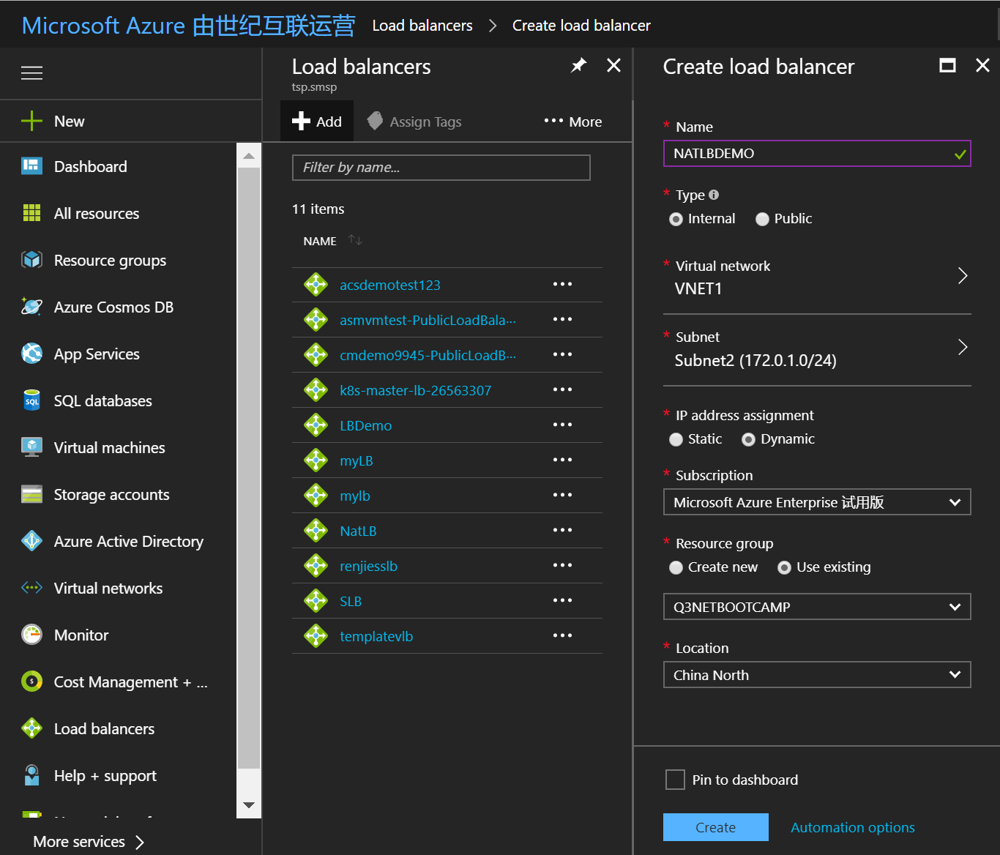 Microsoft Azure 由世纪互联运营
Load balancers
Create load balancer
New
Dashboard
All resources
Resource groups
Azure Cosmos DB
App Services
SQL
SQL databases
Virtual machines
Storage accounts
Azure Active Directory
Virtual networks
Monitor
Cost Management + ...
Load balancers
Help + support
More services
Load balancers
tsp.smsp
Add
Assign Tags
More
Filter by name...
11 items
NAME
acsdemotest123
asmvmtest-PublicLoadBala...
cmdemo9945-PublicLoadB...
k8s-master-lb-26563307
LBDemo
myLB
mylb
NatLB
renjiesslb
SLB
templatevlb
Create load balancer
* Name
NATLBDEMO
* Type
Internal
Public
* Virtual network
VNET1
* Subnet
Subnet2 (172.0.1.0/24)
* IP address assignment
Static
Dynamic
* Subscription
Microsoft Azure Enterprise 试用版
* Resource group
Create new
Use existing
Q3NETBOOTCAMP
* Location
China North
Pin to dashboard
Create
Automation options